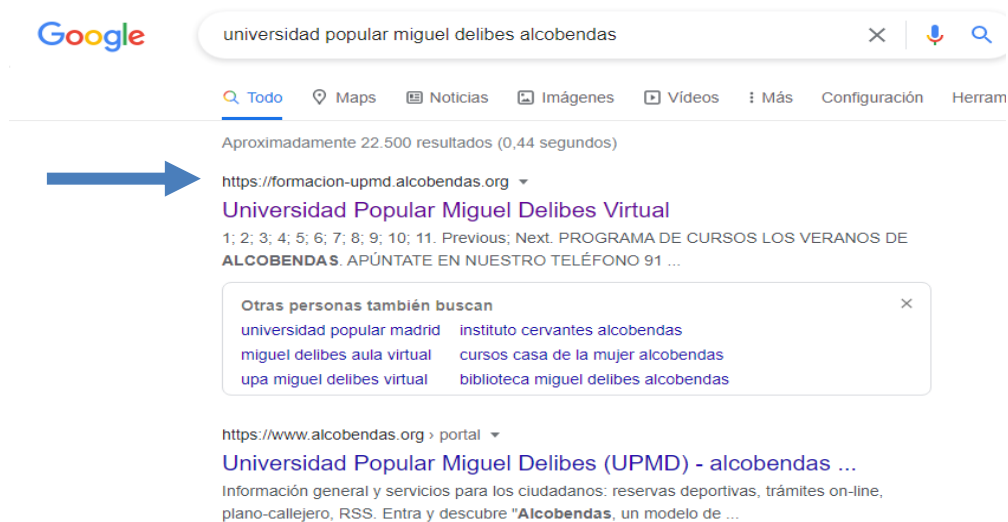 Google
universidad popular miguel delibes alcobendas
Todo Maps Noticias Imágenes Vídeos Más Configuración Herram
Aproximadamente 22.500 resultados (0,44 segundos)
https://formacion-upmd.alcobendas.org
Universidad Popular Miguel Delibes Virtual
1; 2; 3; 4; 5; 6; 7; 8; 9; 10; 11. Previous; Next. PROGRAMA DE CURSOS LOS VERANOS DE
ALCOBENDAS. APÚNTATE EN NUESTRO TELÉFONO 91 ...
Otras personas también buscan
universidad popular madrid instituto cervantes alcobendas
miguel delibes aula virtual cursos casa de la mujer alcobendas
upa miguel delibes virtual biblioteca miguel delibes alcobendas
https://www.alcobendas.org › portal
Universidad Popular Miguel Delibes (UPMD) - alcobendas ...
Información general y servicios para los ciudadanos: reservas deportivas, trámites on-line,
plano-callejero, RSS. Entra y descubre "Alcobendas, un modelo de ...